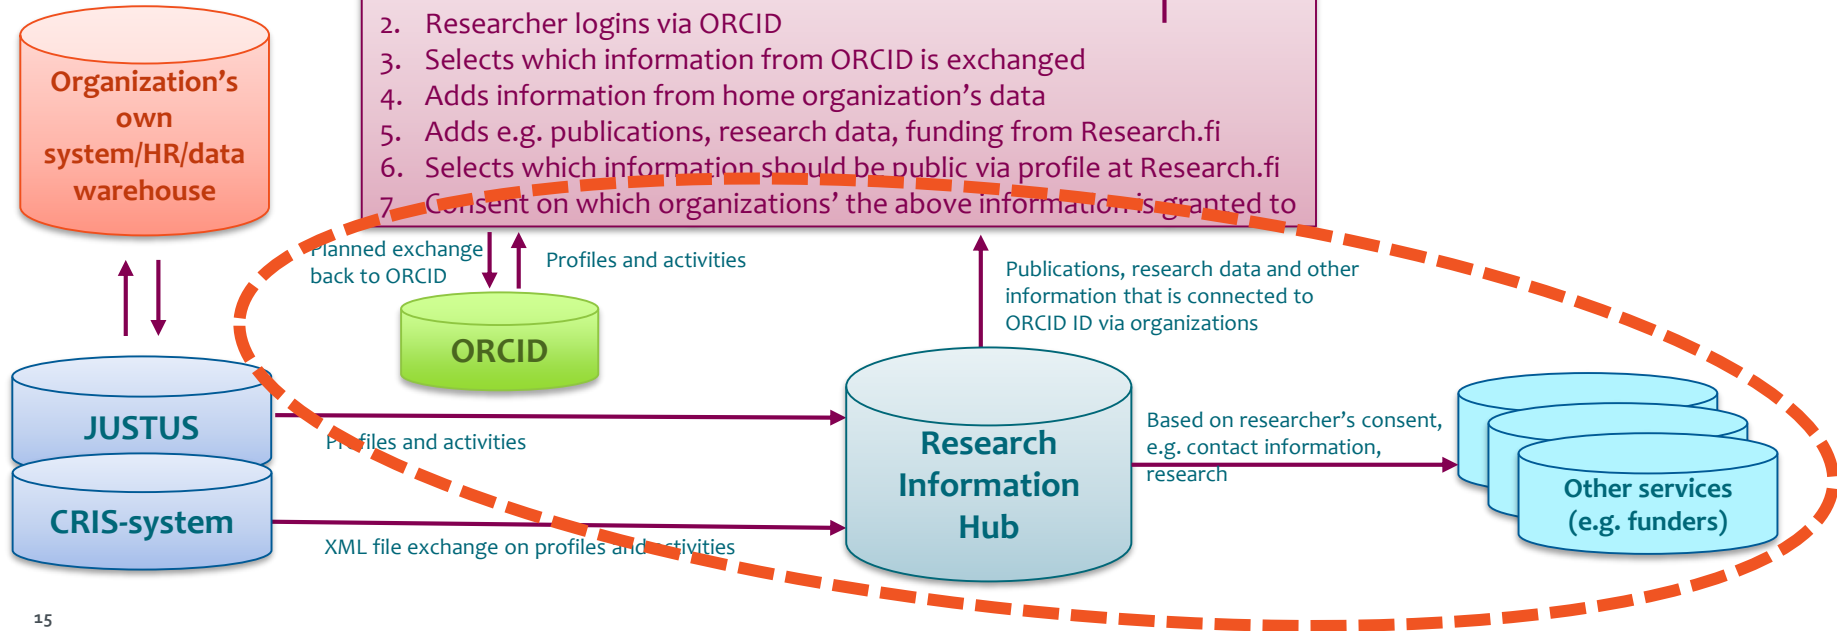 2. Researcher logins via ORCID
3. Selects which information from ORCID is exchanged
4. Adds information from home organization's data
5. Adds e.g. publications, research data, funding from Research.fi
6. Selects which information should be public via profile at Research.fi
7. Consent on which organizations' the above information is granted to
Organization's
own
system/HR/data
warehouse
Planned exchange
back to ORCID
Profiles and activities
ORCID
Publications, research data and other
information that is connected to
ORCID ID via organizations
JUSTUS
Profiles and activities
CRIS-system
XML file exchange on profiles and activities
Research
Information
Hub
Based on researcher's consent,
e.g. contact information,
research
Other services
(e.g. funders)
15